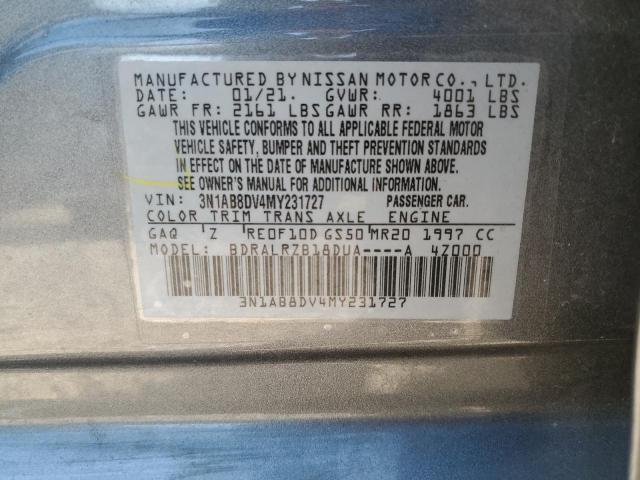 MANUFACTURED BY NISSAN MOTOR CO., LTD.
DATE: 01/21. GVWR: 4001 LBS
GAWR FR: 2161 LBS GAWR RR: 1863 LBS
THIS VEHICLE CONFORMS TO ALL APPLICABLE FEDERAL MOTOR
VEHICLE SAFETY, BUMPER AND THEFT PREVENTION STANDARDS
IN EFFECT ON THE DATE OF MANUFACTURE SHOWN ABOVE.
SEE OWNER'S MANUAL FOR ADDITIONAL INFORMATION.
VIN: 3N1AB8DV4MY231727 PASSENGER CAR.
COLOR TRIM TRANS AXLE ENGINE
GAQ Z RE0F10D GS50 MR20 1997 CC
MODEL: BDRALRZB18DUA----A 4Z000
3N1AB8DV4MY231727